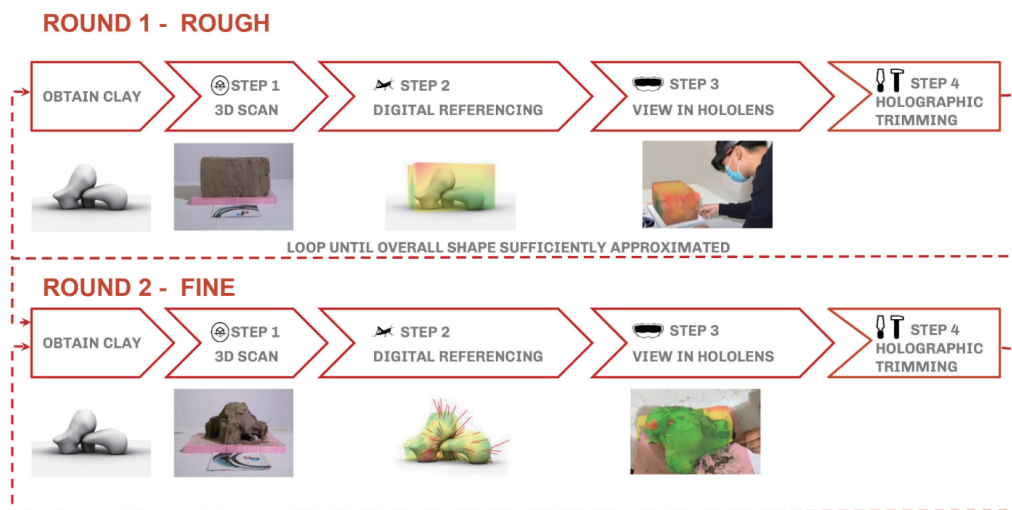 ROUND 1 - ROUGH
OBTAIN CLAY
STEP 1
3D SCAN
STEP 2
DIGITAL REFERENCING
STEP 3
VIEW IN HOLOLENS
STEP 4
HOLOGRAPHIC
TRIMMING
LOOP UNTIL OVERALL SHAPE SUFFICIENTLY APPROXIMATED
ROUND 2 - FINE
OBTAIN CLAY
STEP 1
3D SCAN
STEP 2
DIGITAL REFERENCING
STEP 3
VIEW IN HOLOLENS
STEP 4
HOLOGRAPHIC
TRIMMING